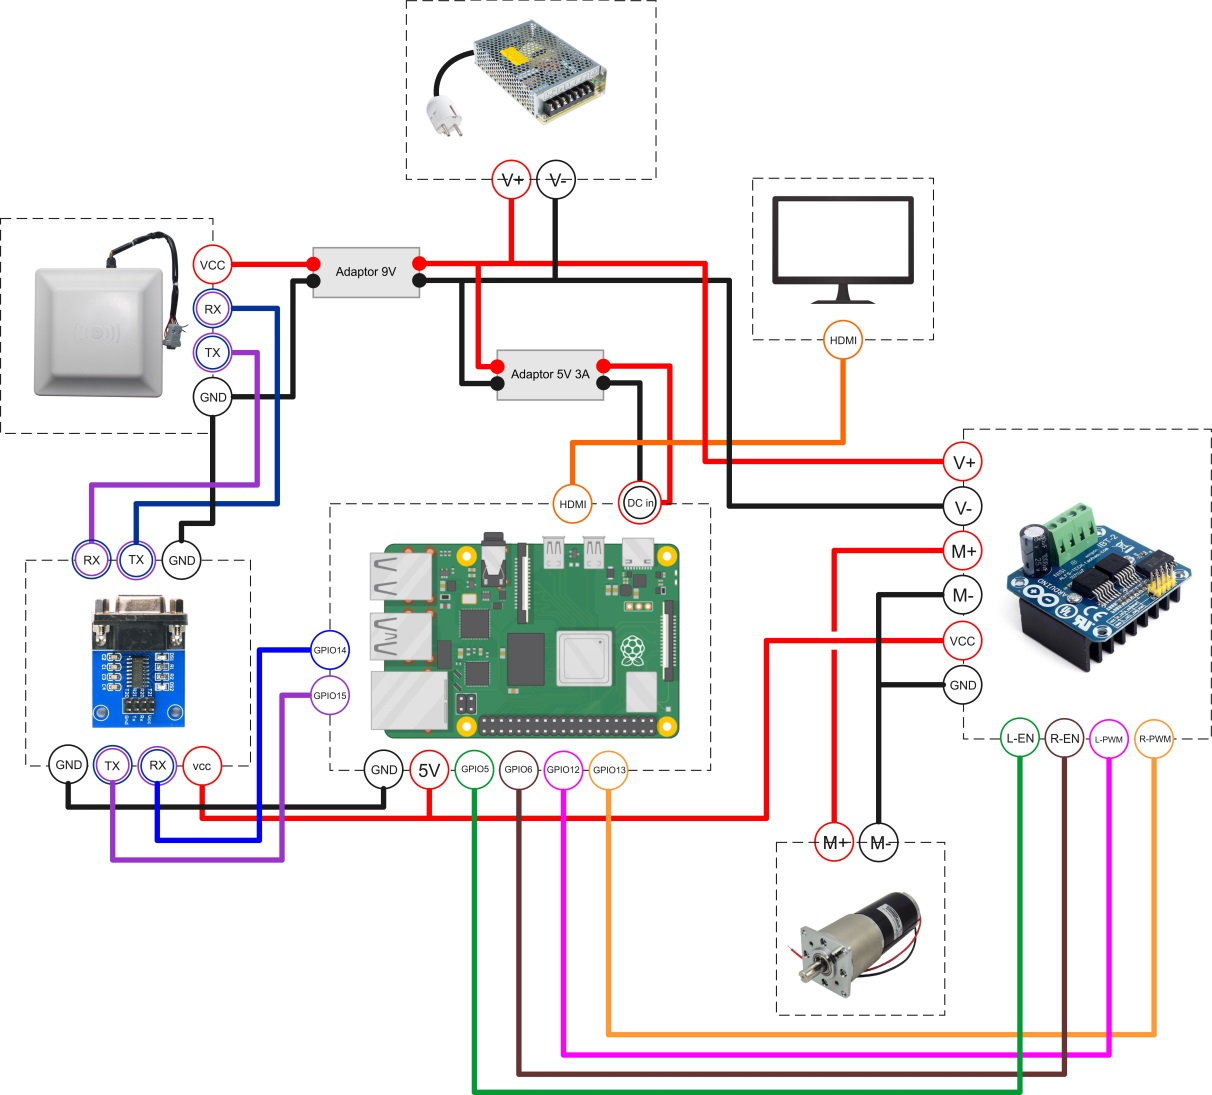 V+
V-
VCC
Adaptor 9V
RX
TX
HDMI
Adaptor 5V 3A
GND
V+
HDMI
DC in
V-
RX
TX
GND
M+
M-
GPIO14
VCC
GPIO15
GND
L-EN
R-EN
L-PWM
R-PWM
GND
TX
RX
vcc
GND
5V
GPIO5
GPIO6
GPIO12
GPIO13
M+
M-